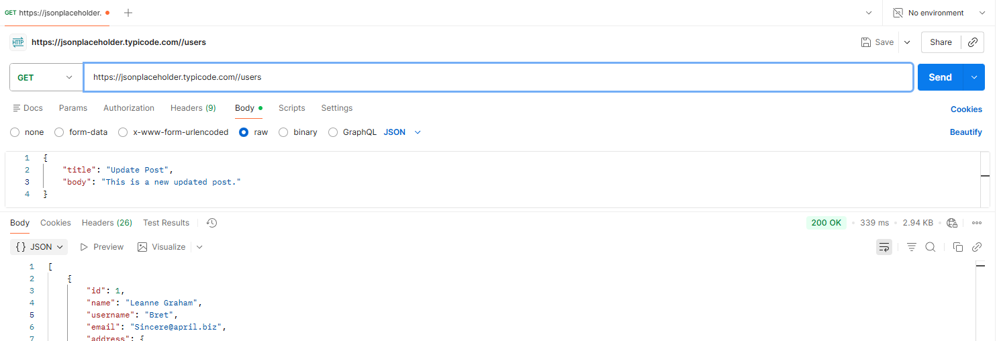 GET https://jsonplaceholder.
No environment
HTTP https://jsonplaceholder.typicode.com//users Save Share
GET https://jsonplaceholder.typicode.com//users Send
Docs Params Authorization Headers (9) Body Scripts Settings Cookies
none form-data x-www-form-urlencoded raw binary GraphQL JSON Beautify
1 {
2 "title": "Update Post",
3 "body": "This is a new updated post."
4 }
Body Cookies Headers (26) Test Results 200 OK • 339 ms • 2.94 KB •
{} JSON Preview Visualize
1 [
2 {
3 "id": 1,
4 "name": "Leanne Graham",
5 "username": "Bret",
6 "email": "Sincere@april.biz",
7 "address": {